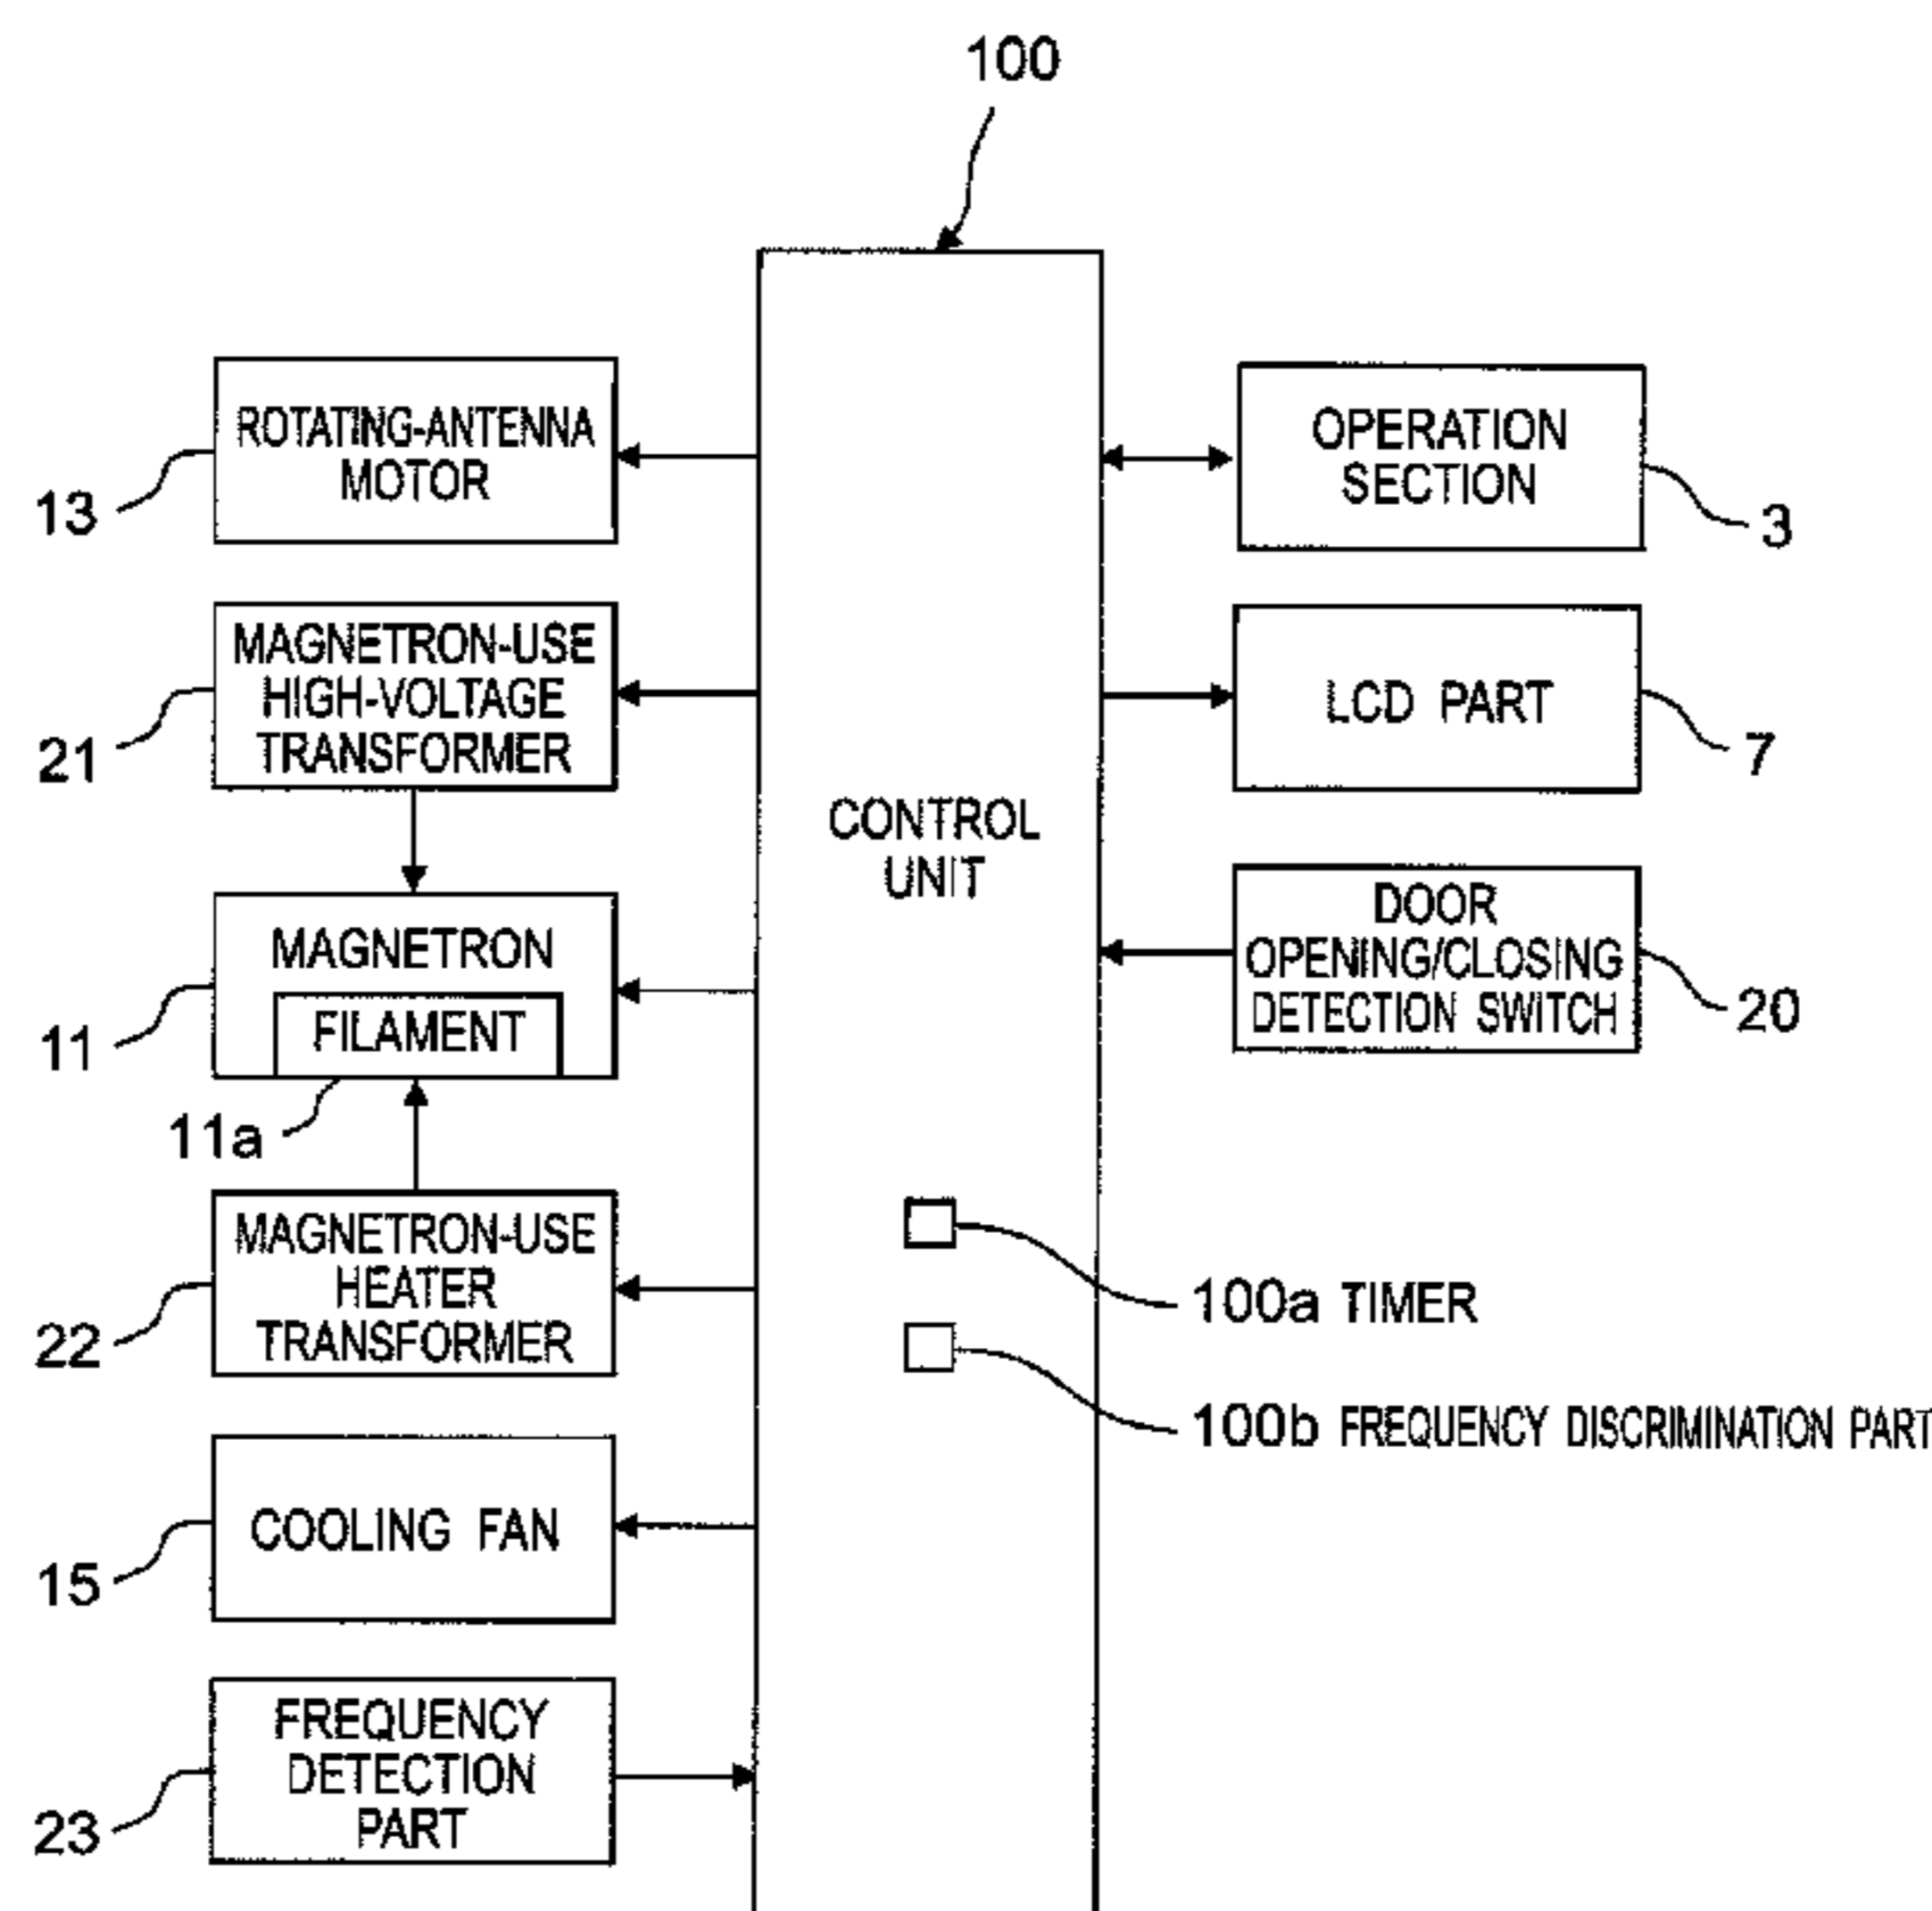 100
ROTATING-ANTENNA
MOTOR
13
OPERATION
SECTION
3
MAGNETRON-USE
HIGH-VOLTAGE
TRANSFORMER
21
LCD PART
7
CONTROL
UNIT
MAGNETRON
FILAMENT
11
11a
DOOR
OPENING/CLOSING
DETECTION SWITCH
20
MAGNETRON-USE
HEATER
TRANSFORMER
22
100a TIMER
100b FREQUENCY DISCRIMINATION PART
COOLING FAN
15
FREQUENCY
DETECTION
PART
23